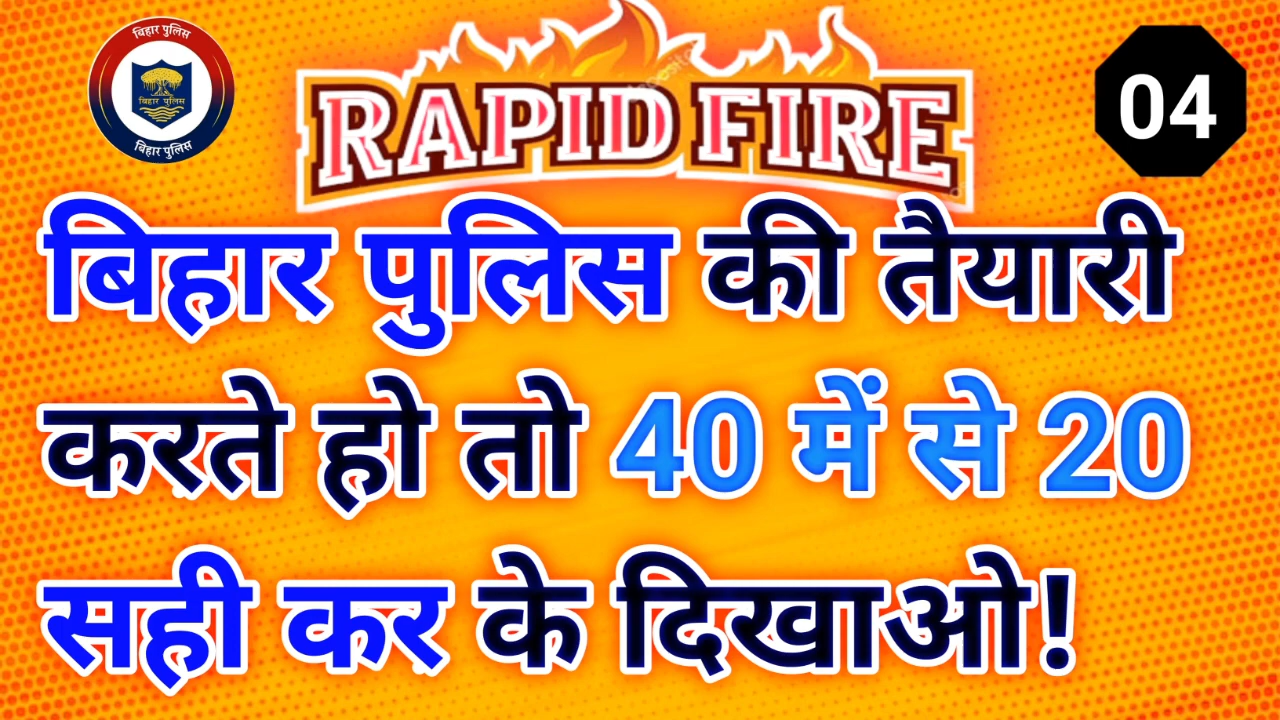 बिहार पुलिस
बिहार पुलिस
बिहार पुलिस
RAPID FIRE
04
बिहार पुलिस की तैयारी
करते हो तो 40 में से 20
सही कर के दिखाओ!